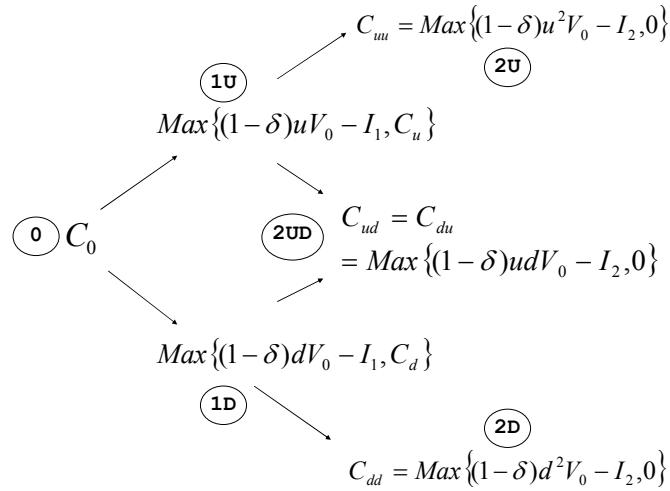 C_{uu} = Max{(1−δ)u²V₀ − I₂,0}
2U
1U
Max{(1−δ)uV₀ − I₁, C_u}
0 C₀
2UD
C_{ud} = C_{du}
= Max{(1−δ)udV₀ − I₂,0}
Max{(1−δ)dV₀ − I₁, C_d}
1D
2D
C_{dd} = Max{(1−δ)d²V₀ − I₂,0}